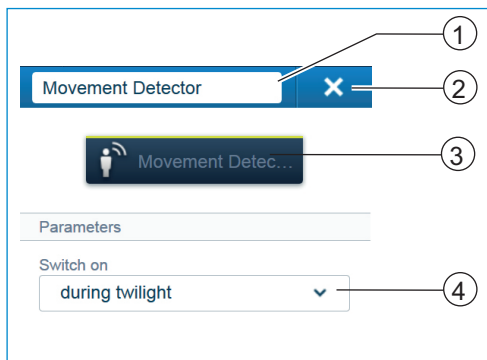 1
Movement Detector
2
Movement Detec...
3
Parameters
Switch on
during twilight
4